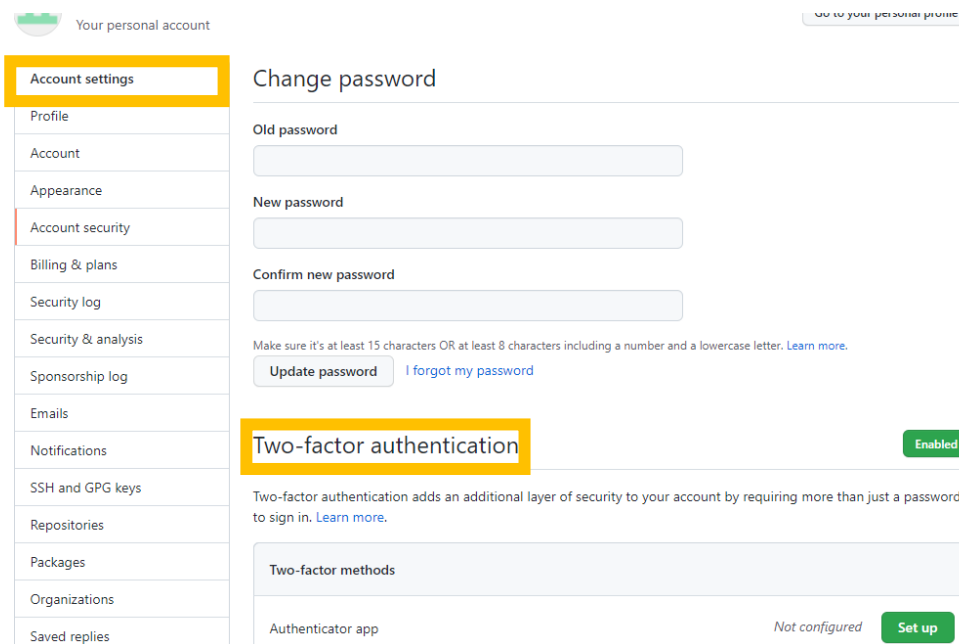 Your personal account
Go to your personal profile
Account settings
Profile
Account
Appearance
Account security
Billing & plans
Security log
Security & analysis
Sponsorship log
Emails
Notifications
SSH and GPG keys
Repositories
Packages
Organizations
Saved replies
Change password
Old password
New password
Confirm new password
Make sure it's at least 15 characters OR at least 8 characters including a number and a lowercase letter. Learn more.
Update password I forgot my password
Two-factor authentication Enabled
Two-factor authentication adds an additional layer of security to your account by requiring more than just a password
to sign in. Learn more.
Two-factor methods
Authenticator app Not configured Set up